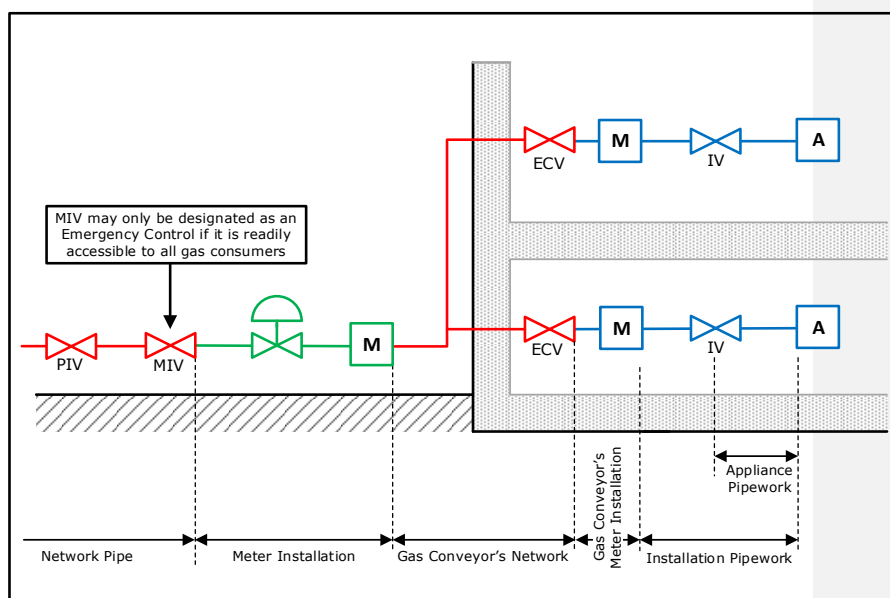 ECV
M
IV
A
MIV may only be designated as an
Emergency Control if it is readily
accessible to all gas consumers
PIV
MIV
M
ECV
M
IV
A
Appliance
Pipework
Network Pipe
Meter Installation
Gas Conveyor's Network
Gas Conveyor's
Meter Installation
Installation Pipework